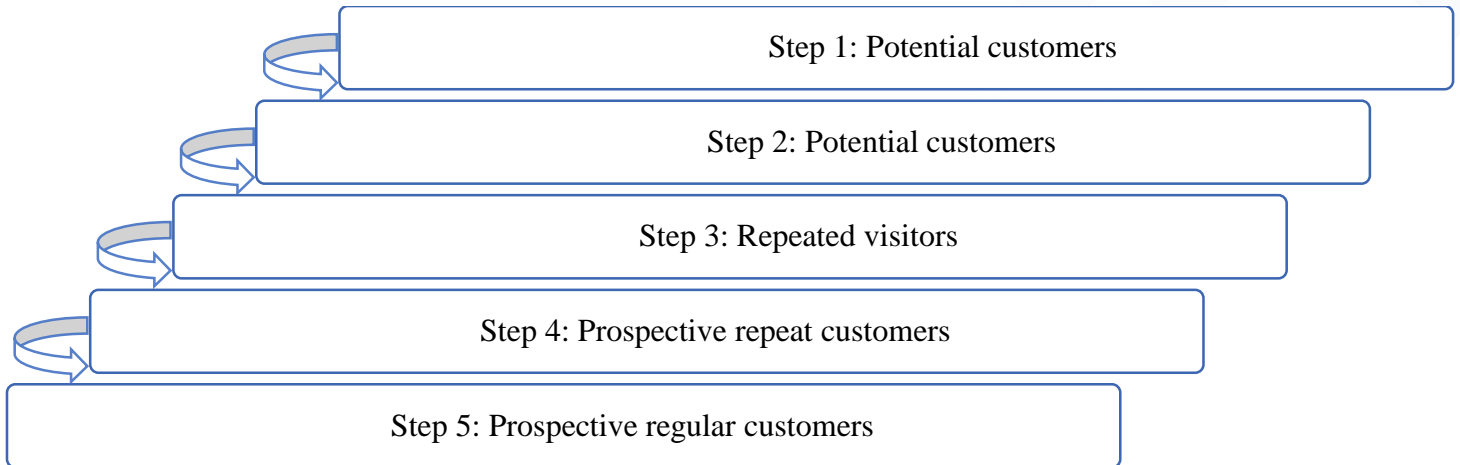 Step 1: Potential customers
Step 2: Potential customers
Step 3: Repeated visitors
Step 4: Prospective repeat customers
Step 5: Prospective regular customers